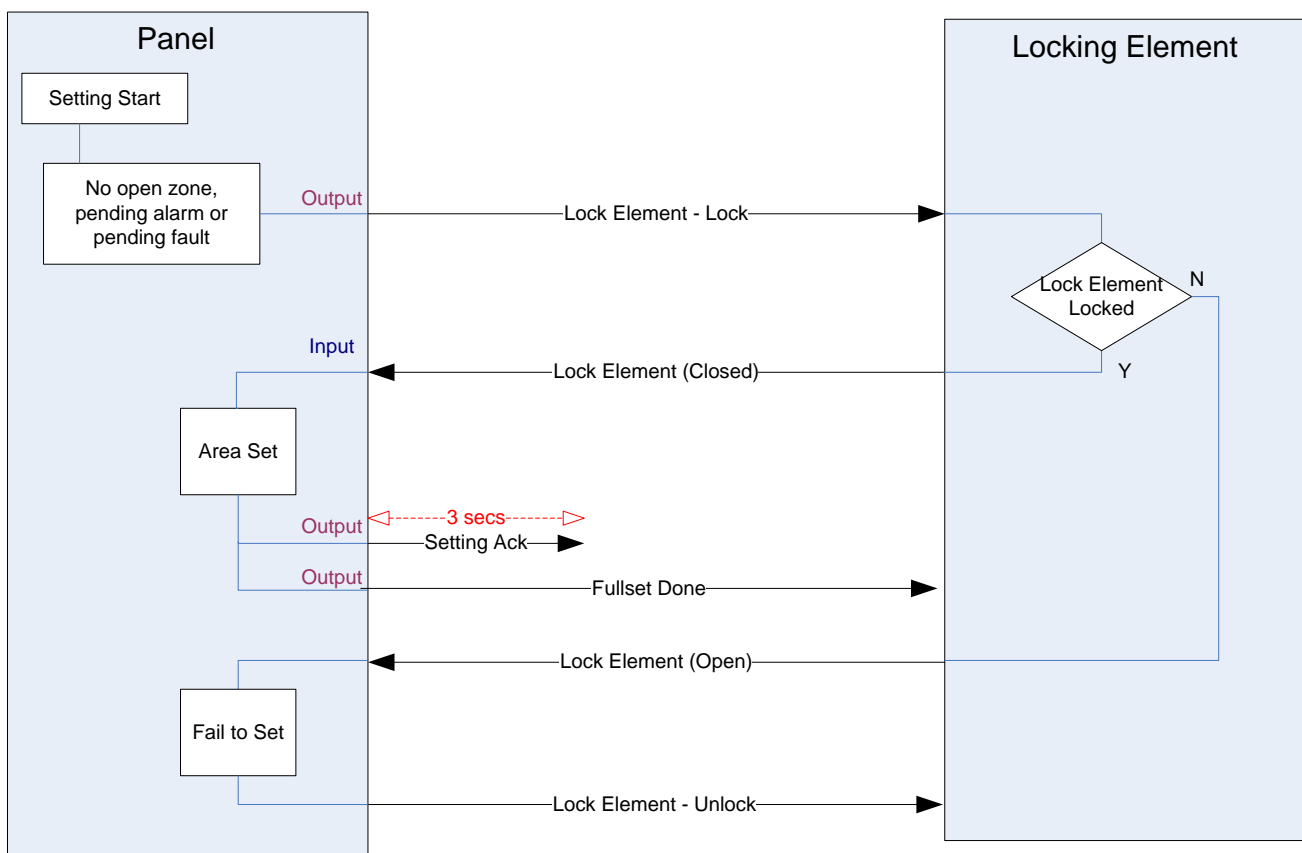 Panel
Locking Element
Setting Start
No open zone,
pending alarm or
pending fault
Output
Lock Element - Lock
Lock Element
Locked
N
Y
Input
Lock Element (Closed)
Area Set
3 secs
Output
Setting Ack
Output
Fullset Done
Lock Element (Open)
Fail to Set
Lock Element - Unlock